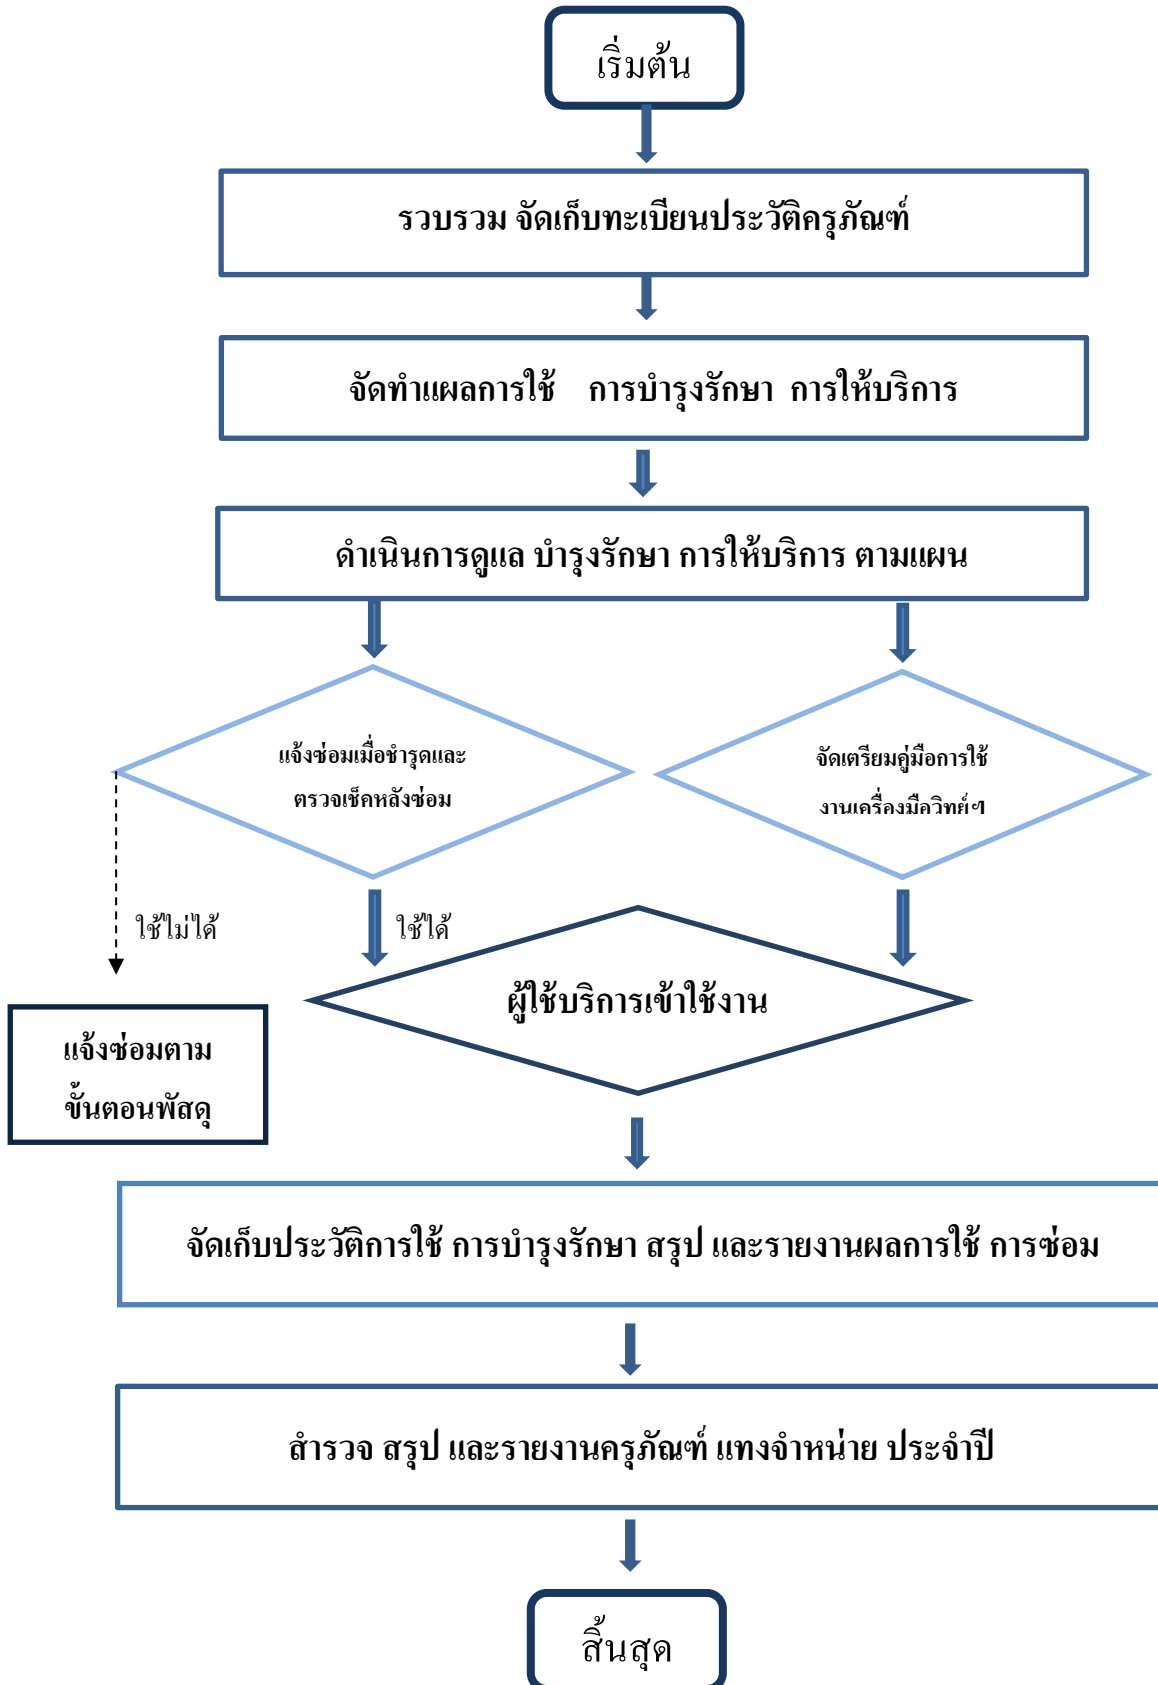 เริ่มต้น
รวบรวม จัดเก็บทะเบียนประวัติครุภัณฑ์
จัดทำแผลการใช้ การบำรุงรักษา การให้บริการ
ดำเนินการดูแล บำรุงรักษา การให้บริการ ตามแผน
แจ้งซ่อมเมื่อชำรุดและ
ตรวจเช็คหลังซ่อม
จัดเตรียมคู่มือการใช้
งานเครื่องมือวิทย์ฯ
ใช้ไม่ได้
ใช้ได้
ผู้ใช้บริการเข้าใช้งาน
แจ้งซ่อมตาม
ขั้นตอนพัสดุ
จัดเก็บประวัติการใช้ การบำรุงรักษา สรุป และรายงานผลการใช้ การซ่อม
สำรวจ สรุป และรายงานครุภัณฑ์ แทงจำหน่าย ประจำปี
สิ้นสุด